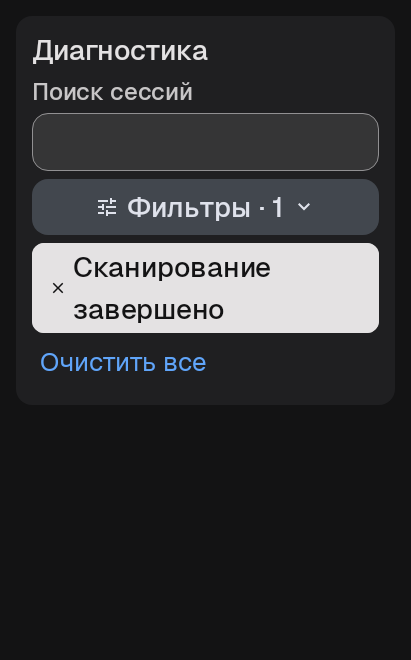 Диагностика
Поиск сессий
Фильтры · 1
Сканирование
завершено
Очистить все